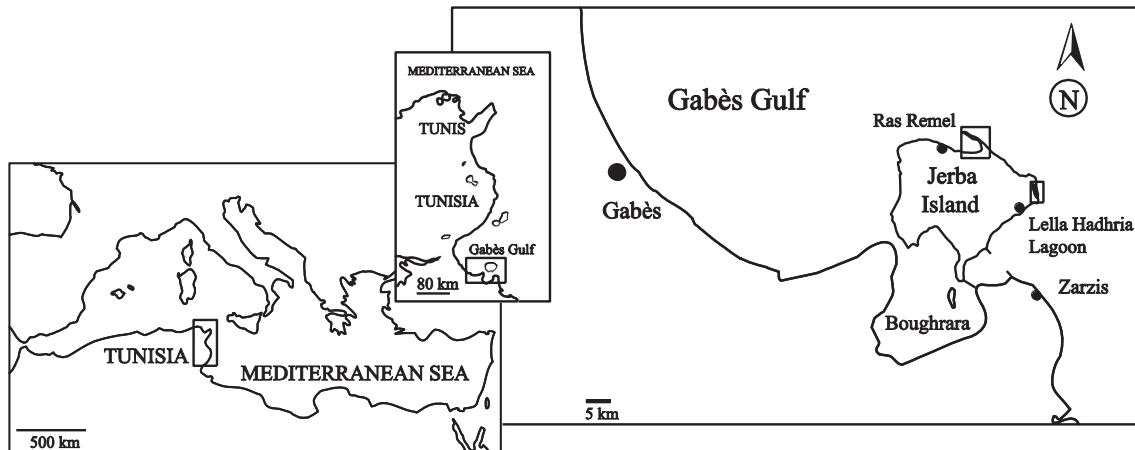 MEDITERRANEAN SEA
TUNISIA
500 km
MEDITERRANEAN SEA
TUNIS
TUNISIA
Gabès Gulf
80 km
Gabès Gulf
N
Ras Remel
Jerba
Island
Gabès
Lella Hadhria
Lagoon
Zarzis
Boughrara
5 km